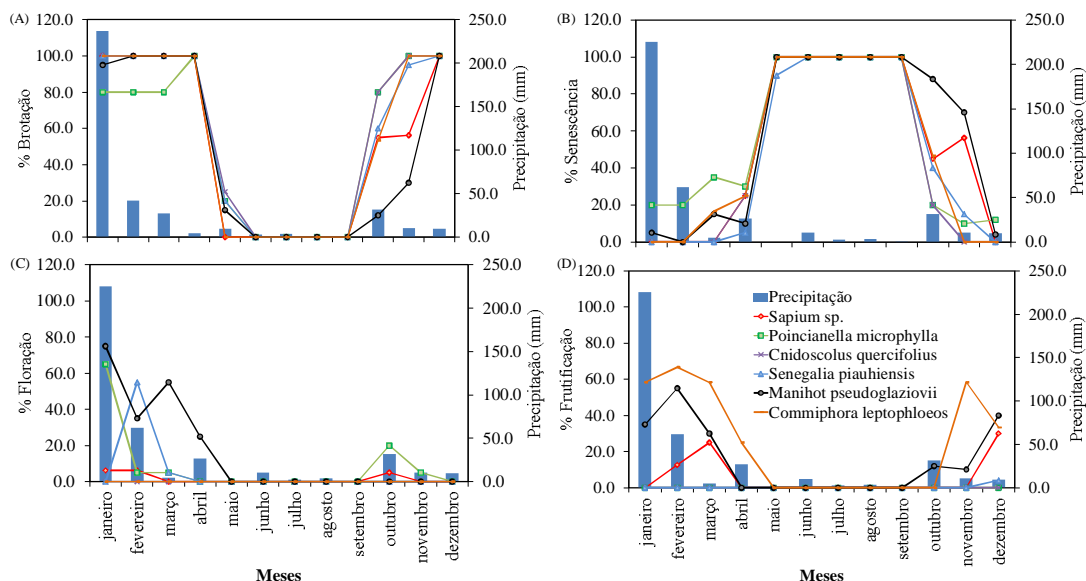 (A)
120.0
100.0
80.0
60.0
40.0
20.0
0.0
% Brotação
250.0
200.0
150.0
100.0
50.0
0.0
Precipitação (mm)
(B)
120.0
100.0
80.0
60.0
40.0
20.0
0.0
% Senescência
250.0
200.0
150.0
100.0
50.0
0.0
Precipitação (mm)
(C)
120.0
100.0
80.0
60.0
40.0
20.0
0.0
% Floração
250.0
200.0
150.0
100.0
50.0
0.0
Precipitação (mm)
janeiro
fevereiro
março
abril
maio
junho
julho
agosto
setembro
outubro
novembro
dezembro
Meses
(D)
120.0
100.0
80.0
60.0
40.0
20.0
0.0
% Frutificação
Precipitação
Sapium sp.
Poincianella microphylla
Cnidoscolus quercifolius
Senegalia piauhiensis
Manihot pseudoglaziovii
Commiphora leptophloeos
250.0
200.0
150.0
100.0
50.0
0.0
Precipitação (mm)
janeiro
fevereiro
março
abril
maio
junho
julho
agosto
setembro
outubro
novembro
dezembro
Meses